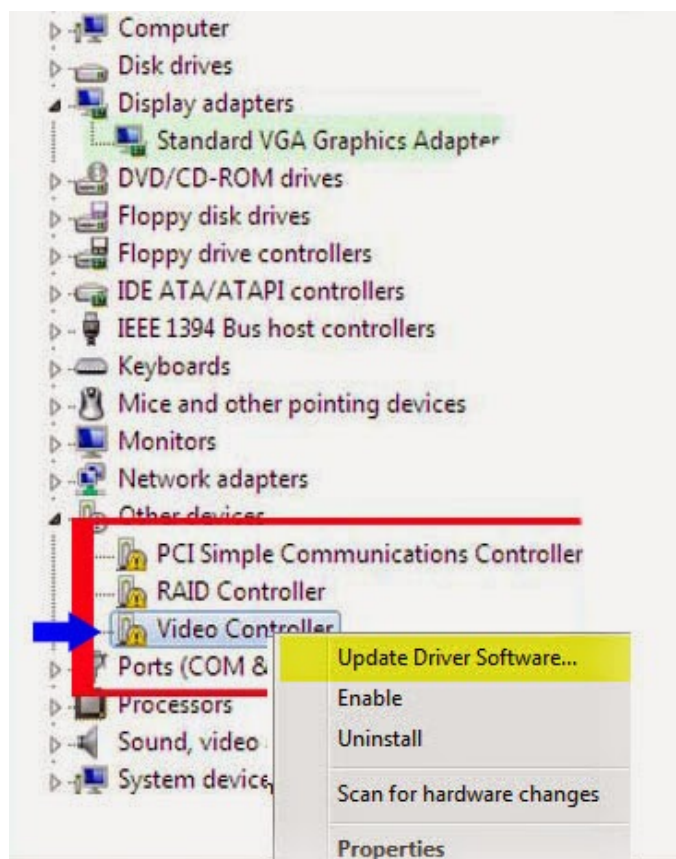 Computer
Disk drives
Display adapters
Standard VGA Graphics Adapter
DVD/CD-ROM drives
Floppy disk drives
Floppy drive controllers
IDE ATA/ATAPI controllers
IEEE 1394 Bus host controllers
Keyboards
Mice and other pointing devices
Monitors
Network adapters
Other devices
PCI Simple Communications Controller
RAID Controller
Video Controller
Ports (COM &
Processors
Sound, video
System device
Update Driver Software...
Enable
Uninstall
Scan for hardware changes
Properties